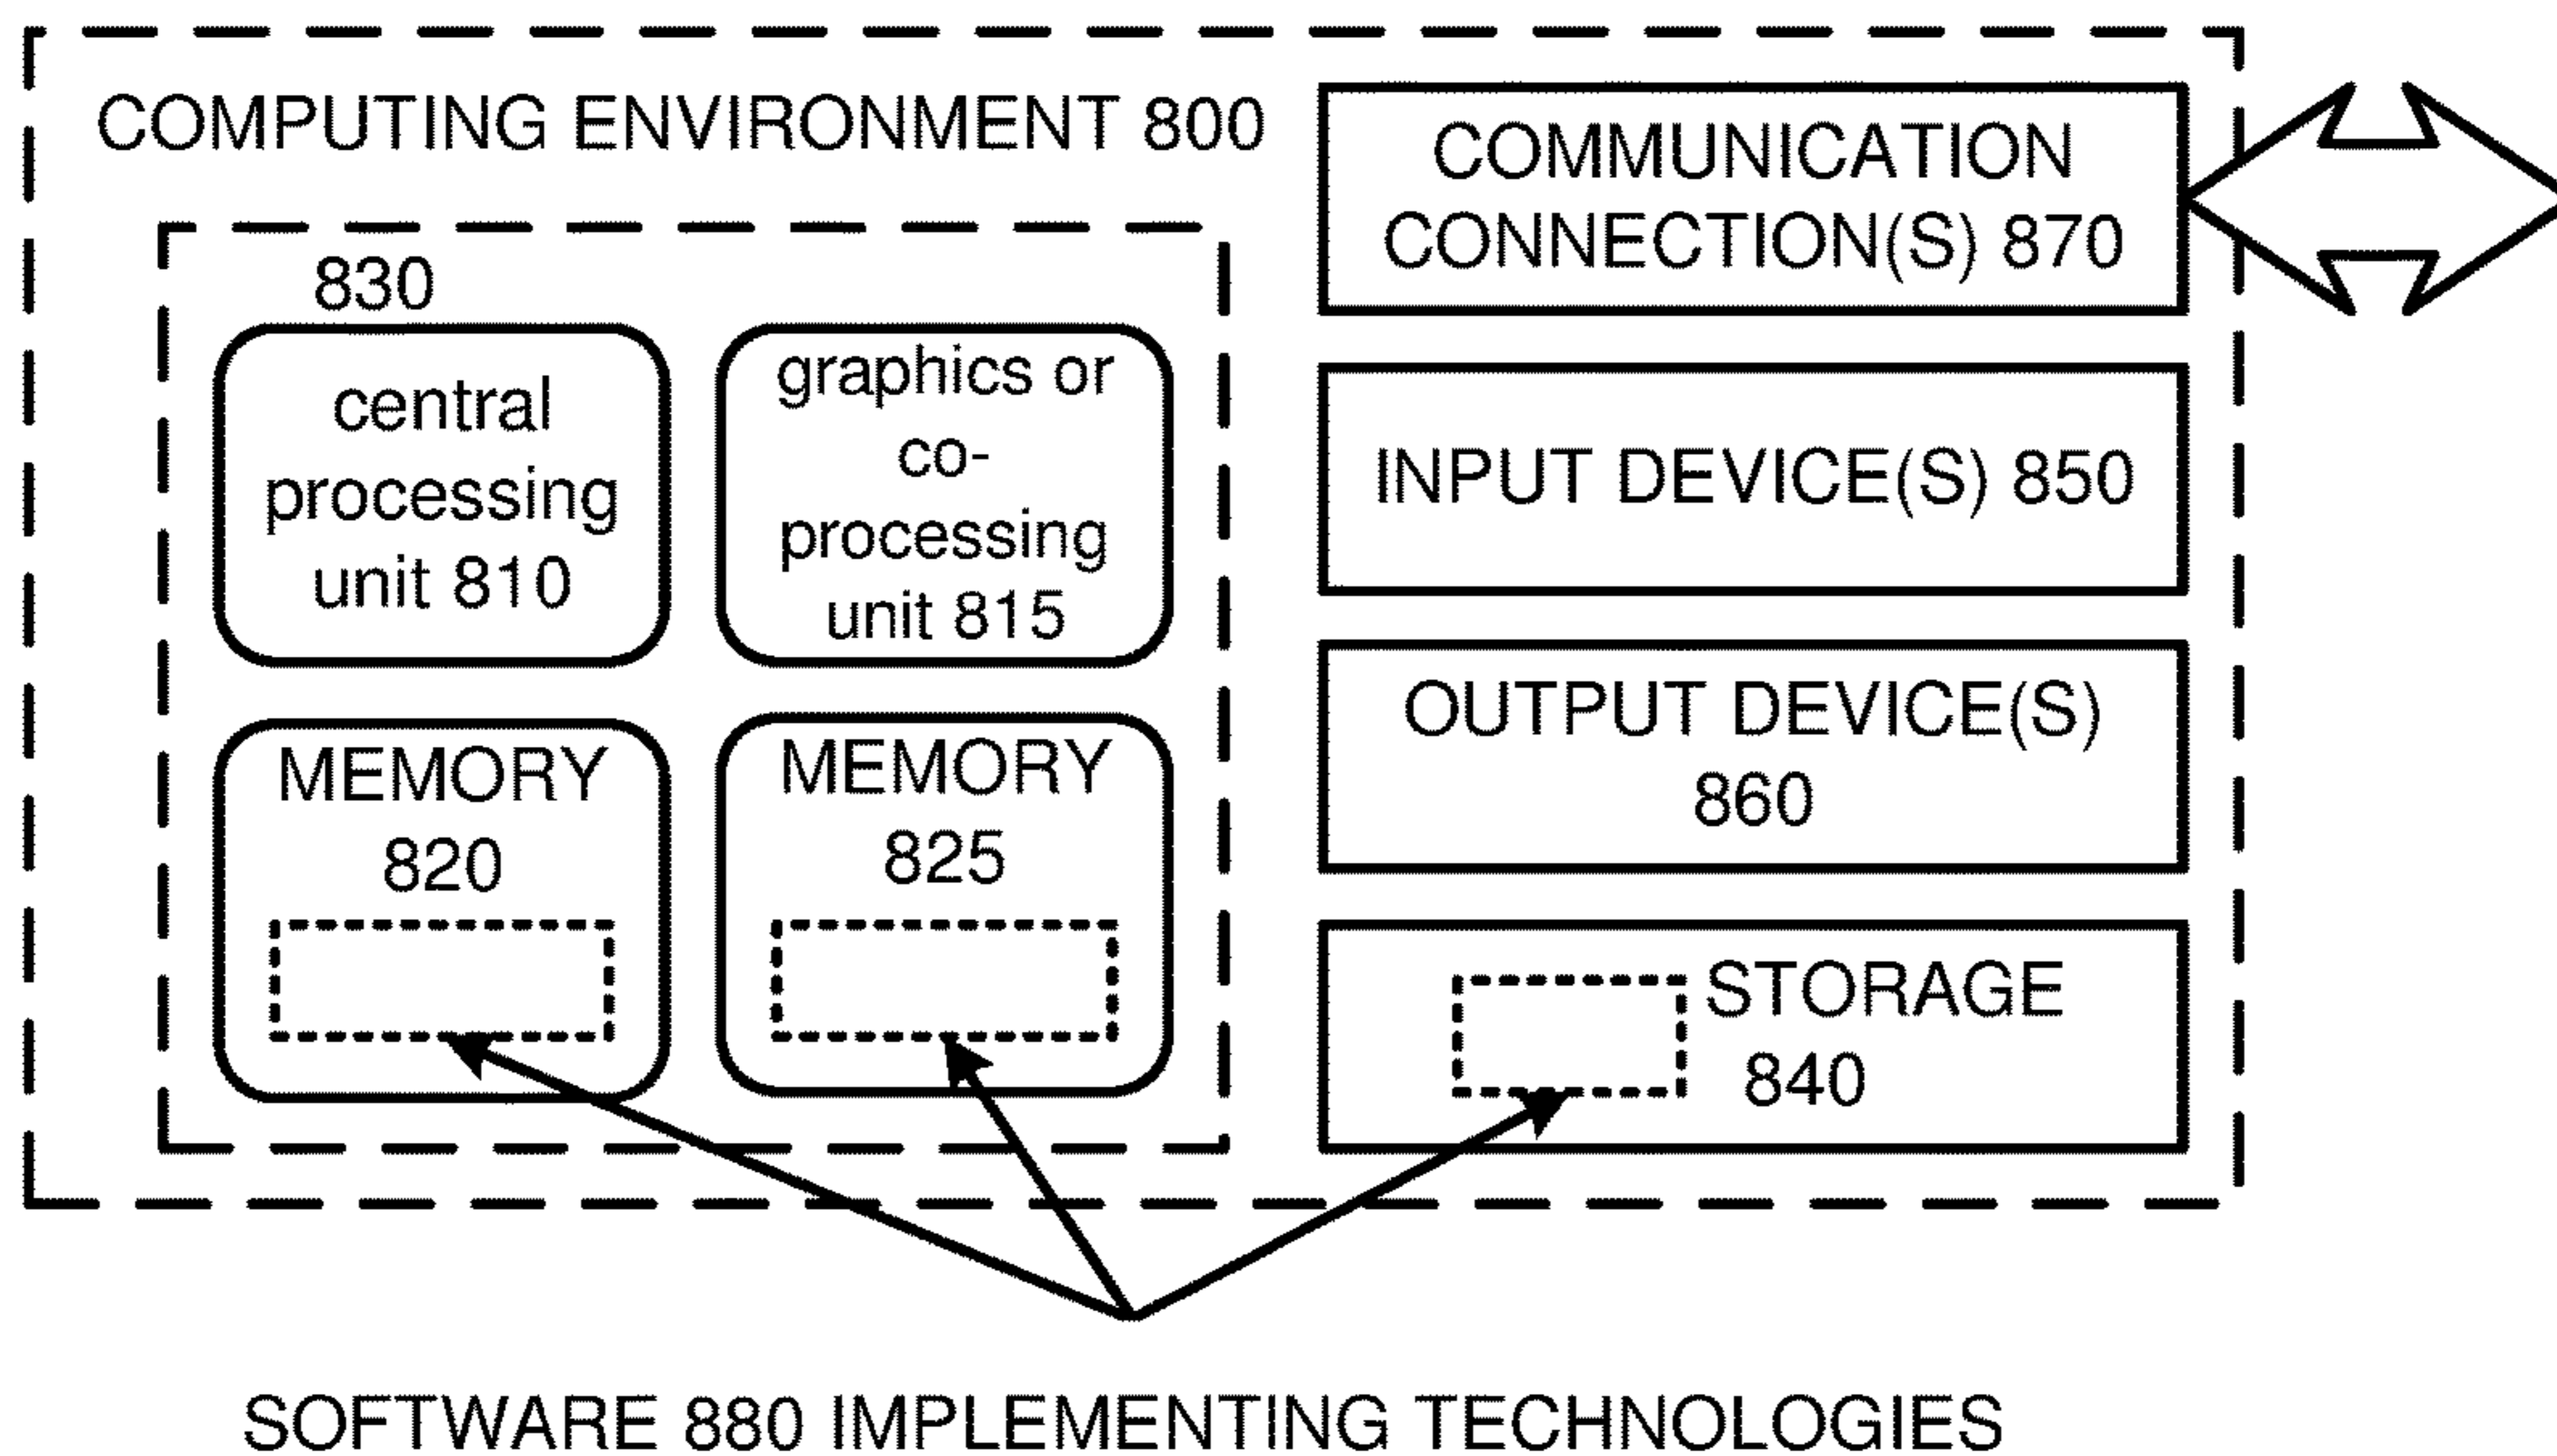 COMPUTING ENVIRONMENT 800
830
central
processing
unit 810
graphics or
co-
processing
unit 815
MEMORY
820
MEMORY
825
COMMUNICATION
CONNECTION(S) 870
INPUT DEVICE(S) 850
OUTPUT DEVICE(S)
860
STORAGE
840
SOFTWARE 880 IMPLEMENTING TECHNOLOGIES